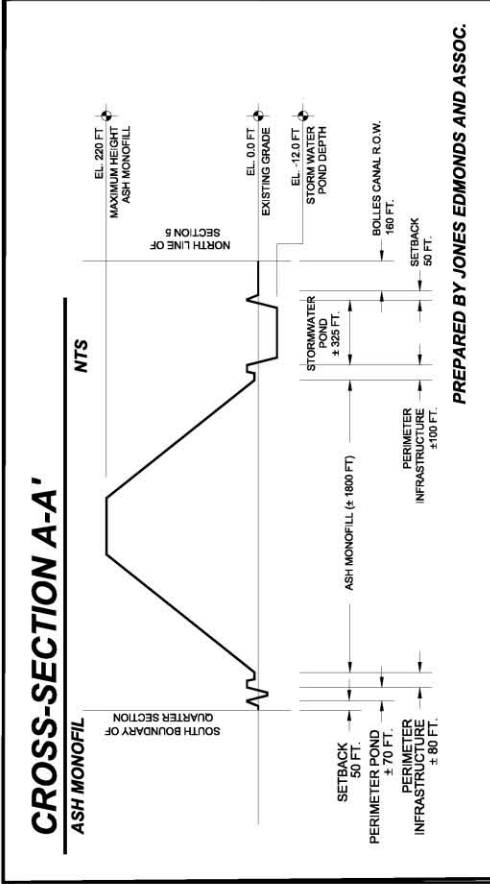 CROSS-SECTION A-A'
ASH MONOFIL
NTS
EL. 220 FT
MAXIMUM HEIGHT
ASH MONOFILL
EL. 0.0 FT
EXISTING GRADE
EL. -12.0 FT
STORM WATER
POND DEPTH
SOUTH BOUNDARY OF
QUARTER SECTION
NORTH LINE OF
SECTION 5
SETBACK
50 FT.
PERIMETER POND
± 70 FT.
PERIMETER
INFRASTRUCTURE
± 80 FT.
ASH MONOFILL (± 1800 FT)
PERIMETER
INFRASTRUCTURE
±100 FT.
STORMWATER
POND
± 325 FT.
SETBACK
50 FT.
BOLLES CANAL R.O.W.
160 FT.
PREPARED BY JONES EDMONDS AND ASSOC.